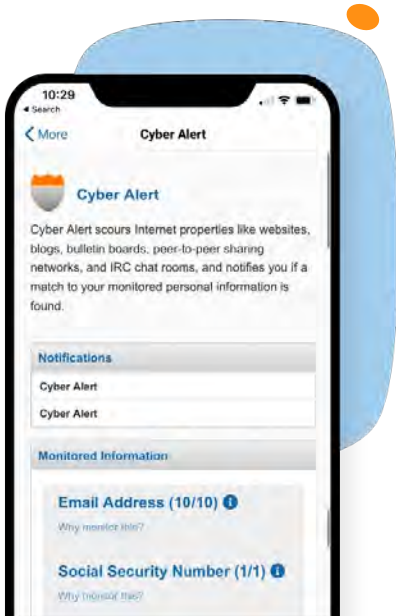 10:29
Search
More Cyber Alert
Cyber Alert
Cyber Alert scours Internet properties like websites,
blogs, bulletin boards, peer-to-peer sharing
networks, and IRC chat rooms, and notifies you if a
match to your monitored personal information is
found.
Notifications
Cyber Alert
Cyber Alert
Monitored Information
Email Address (10/10)
Why monitor this?
Social Security Number (1/1)
Why monitor this?